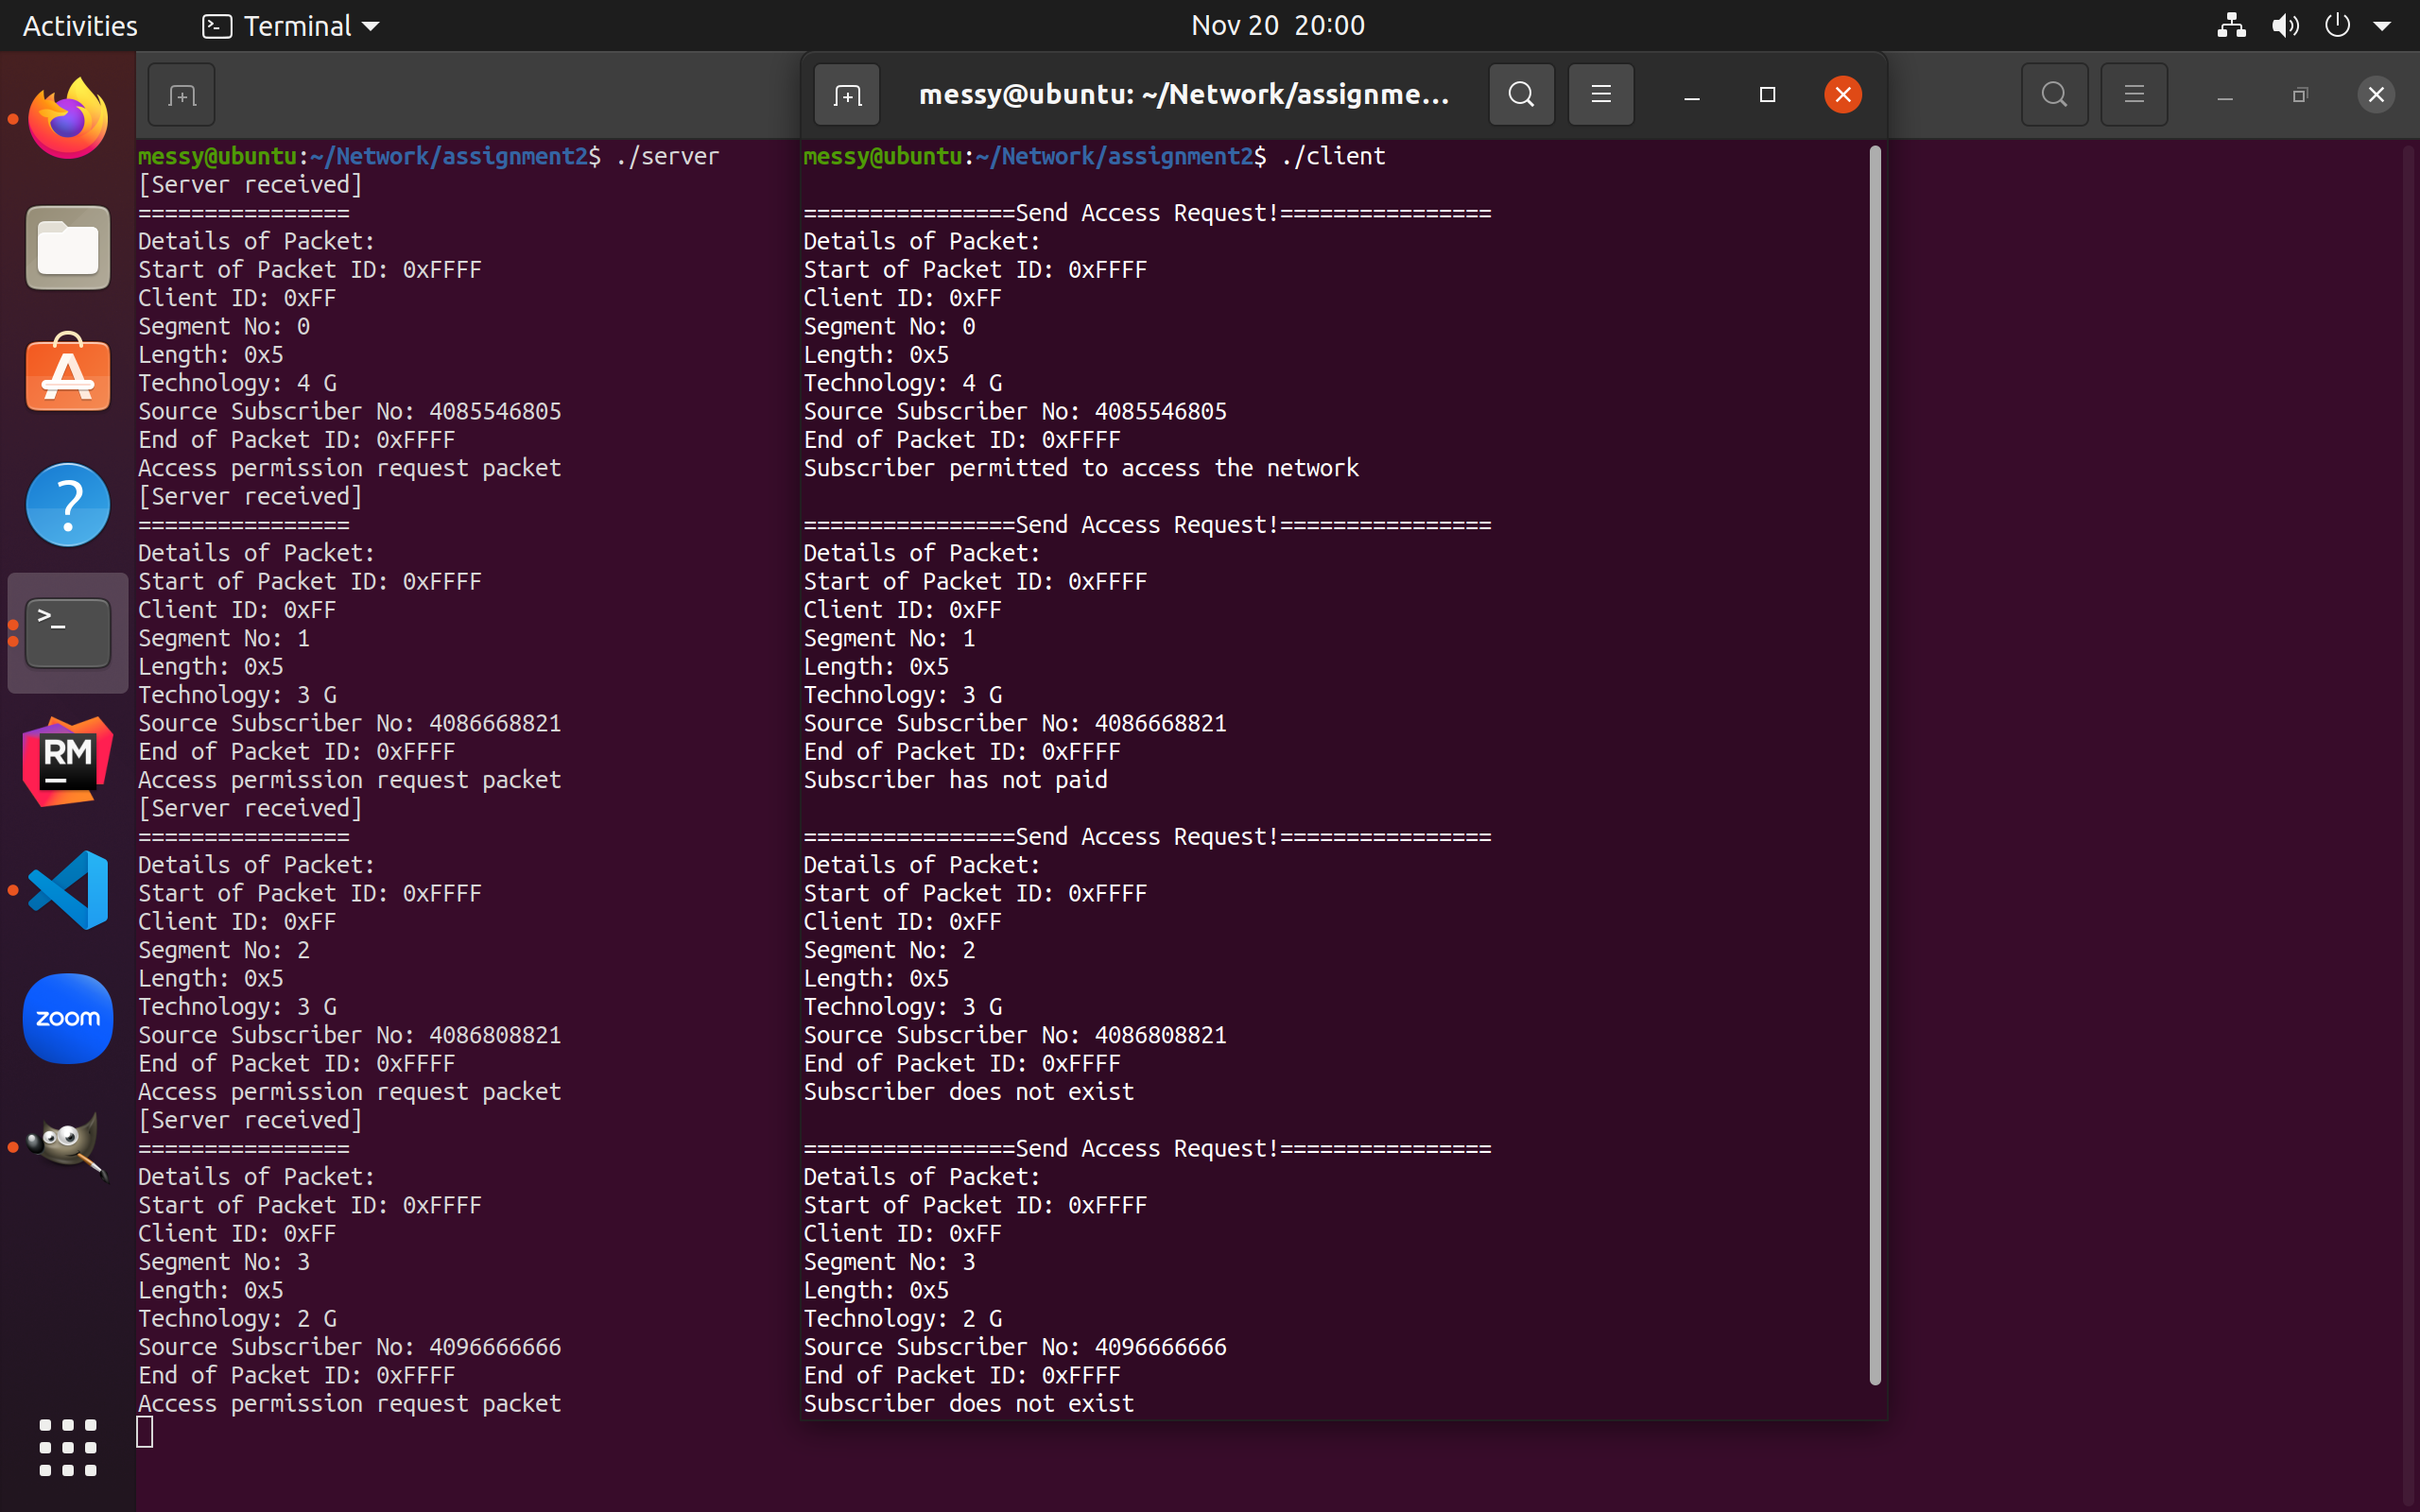 Activities
Terminal
Nov 20 20:00
messy@ubuntu: ~/Network/assignme...
messy@ubuntu:~/Network/assignment2$ ./server
[Server received]
================
Details of Packet:
Start of Packet ID: 0xFFFF
Client ID: 0xFF
Segment No: 0
Length: 0x5
Technology: 4 G
Source Subscriber No: 4085546805
End of Packet ID: 0xFFFF
Access permission request packet
[Server received]
================
Details of Packet:
Start of Packet ID: 0xFFFF
Client ID: 0xFF
Segment No: 1
Length: 0x5
Technology: 3 G
Source Subscriber No: 4086668821
End of Packet ID: 0xFFFF
Access permission request packet
[Server received]
================
Details of Packet:
Start of Packet ID: 0xFFFF
Client ID: 0xFF
Segment No: 2
Length: 0x5
Technology: 3 G
Source Subscriber No: 4086808821
End of Packet ID: 0xFFFF
Access permission request packet
[Server received]
================
Details of Packet:
Start of Packet ID: 0xFFFF
Client ID: 0xFF
Segment No: 3
Length: 0x5
Technology: 2 G
Source Subscriber No: 4096666666
End of Packet ID: 0xFFFF
Access permission request packet
messy@ubuntu:~/Network/assignment2$ ./client
================Send Access Request!================
Details of Packet:
Start of Packet ID: 0xFFFF
Client ID: 0xFF
Segment No: 0
Length: 0x5
Technology: 4 G
Source Subscriber No: 4085546805
End of Packet ID: 0xFFFF
Subscriber permitted to access the network
================Send Access Request!================
Details of Packet:
Start of Packet ID: 0xFFFF
Client ID: 0xFF
Segment No: 1
Length: 0x5
Technology: 3 G
Source Subscriber No: 4086668821
End of Packet ID: 0xFFFF
Subscriber has not paid
================Send Access Request!================
Details of Packet:
Start of Packet ID: 0xFFFF
Client ID: 0xFF
Segment No: 2
Length: 0x5
Technology: 3 G
Source Subscriber No: 4086808821
End of Packet ID: 0xFFFF
Subscriber does not exist
================Send Access Request!================
Details of Packet:
Start of Packet ID: 0xFFFF
Client ID: 0xFF
Segment No: 3
Length: 0x5
Technology: 2 G
Source Subscriber No: 4096666666
End of Packet ID: 0xFFFF
Subscriber does not exist
RM
zoom